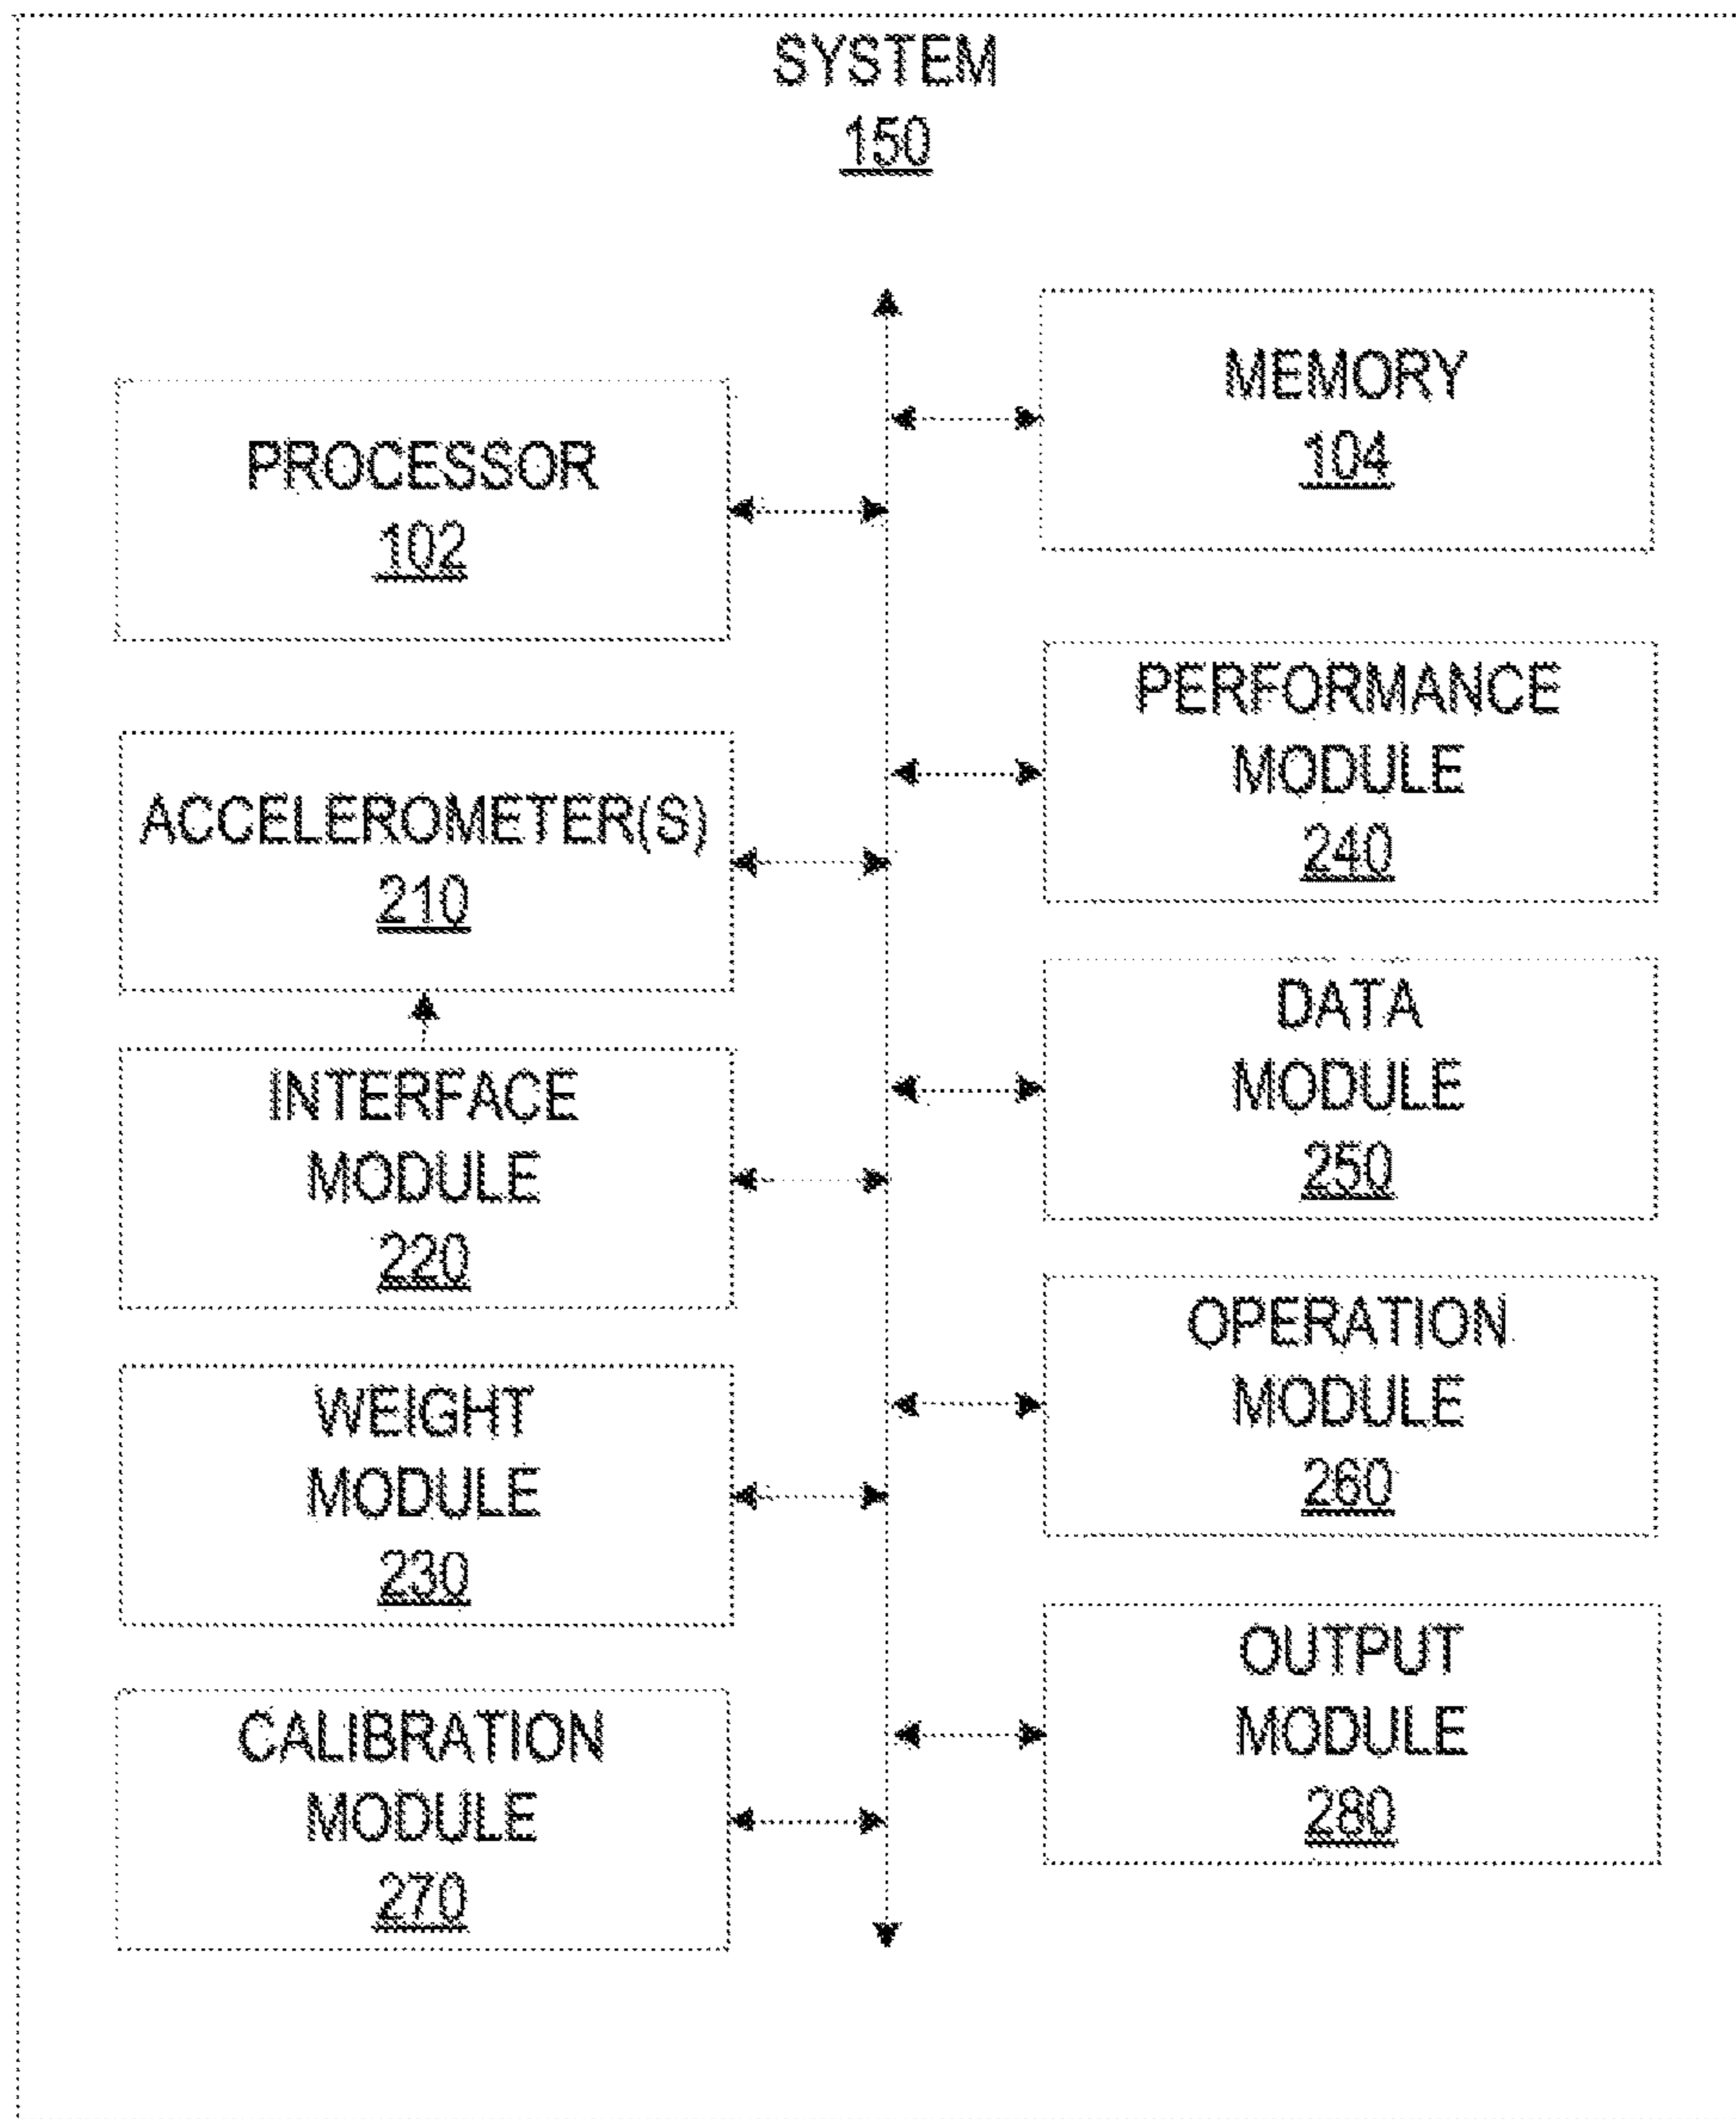 SYSTEM
150
PROCESSOR
102
ACCELEROMETER(S)
210
INTERFACE
MODULE
220
WEIGHT
MODULE
230
CALIBRATION
MODULE
270
MEMORY
104
PERFORMANCE
MODULE
240
DATA
MODULE
250
OPERATION
MODULE
260
OUTPUT
MODULE
280